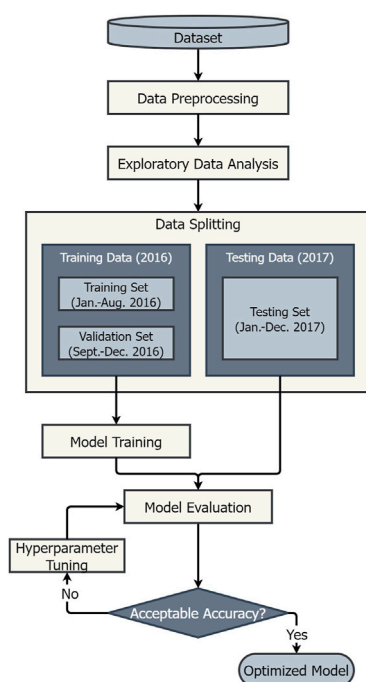 Dataset
Data Preprocessing
Exploratory Data Analysis
Data Splitting
Training Data (2016)
Training Set
(Jan.-Aug. 2016)
Validation Set
(Sept.-Dec. 2016)
Testing Data (2017)
Testing Set
(Jan.-Dec. 2017)
Model Training
Model Evaluation
Hyperparameter
Tuning
No
Acceptable Accuracy?
Yes
Optimized Model